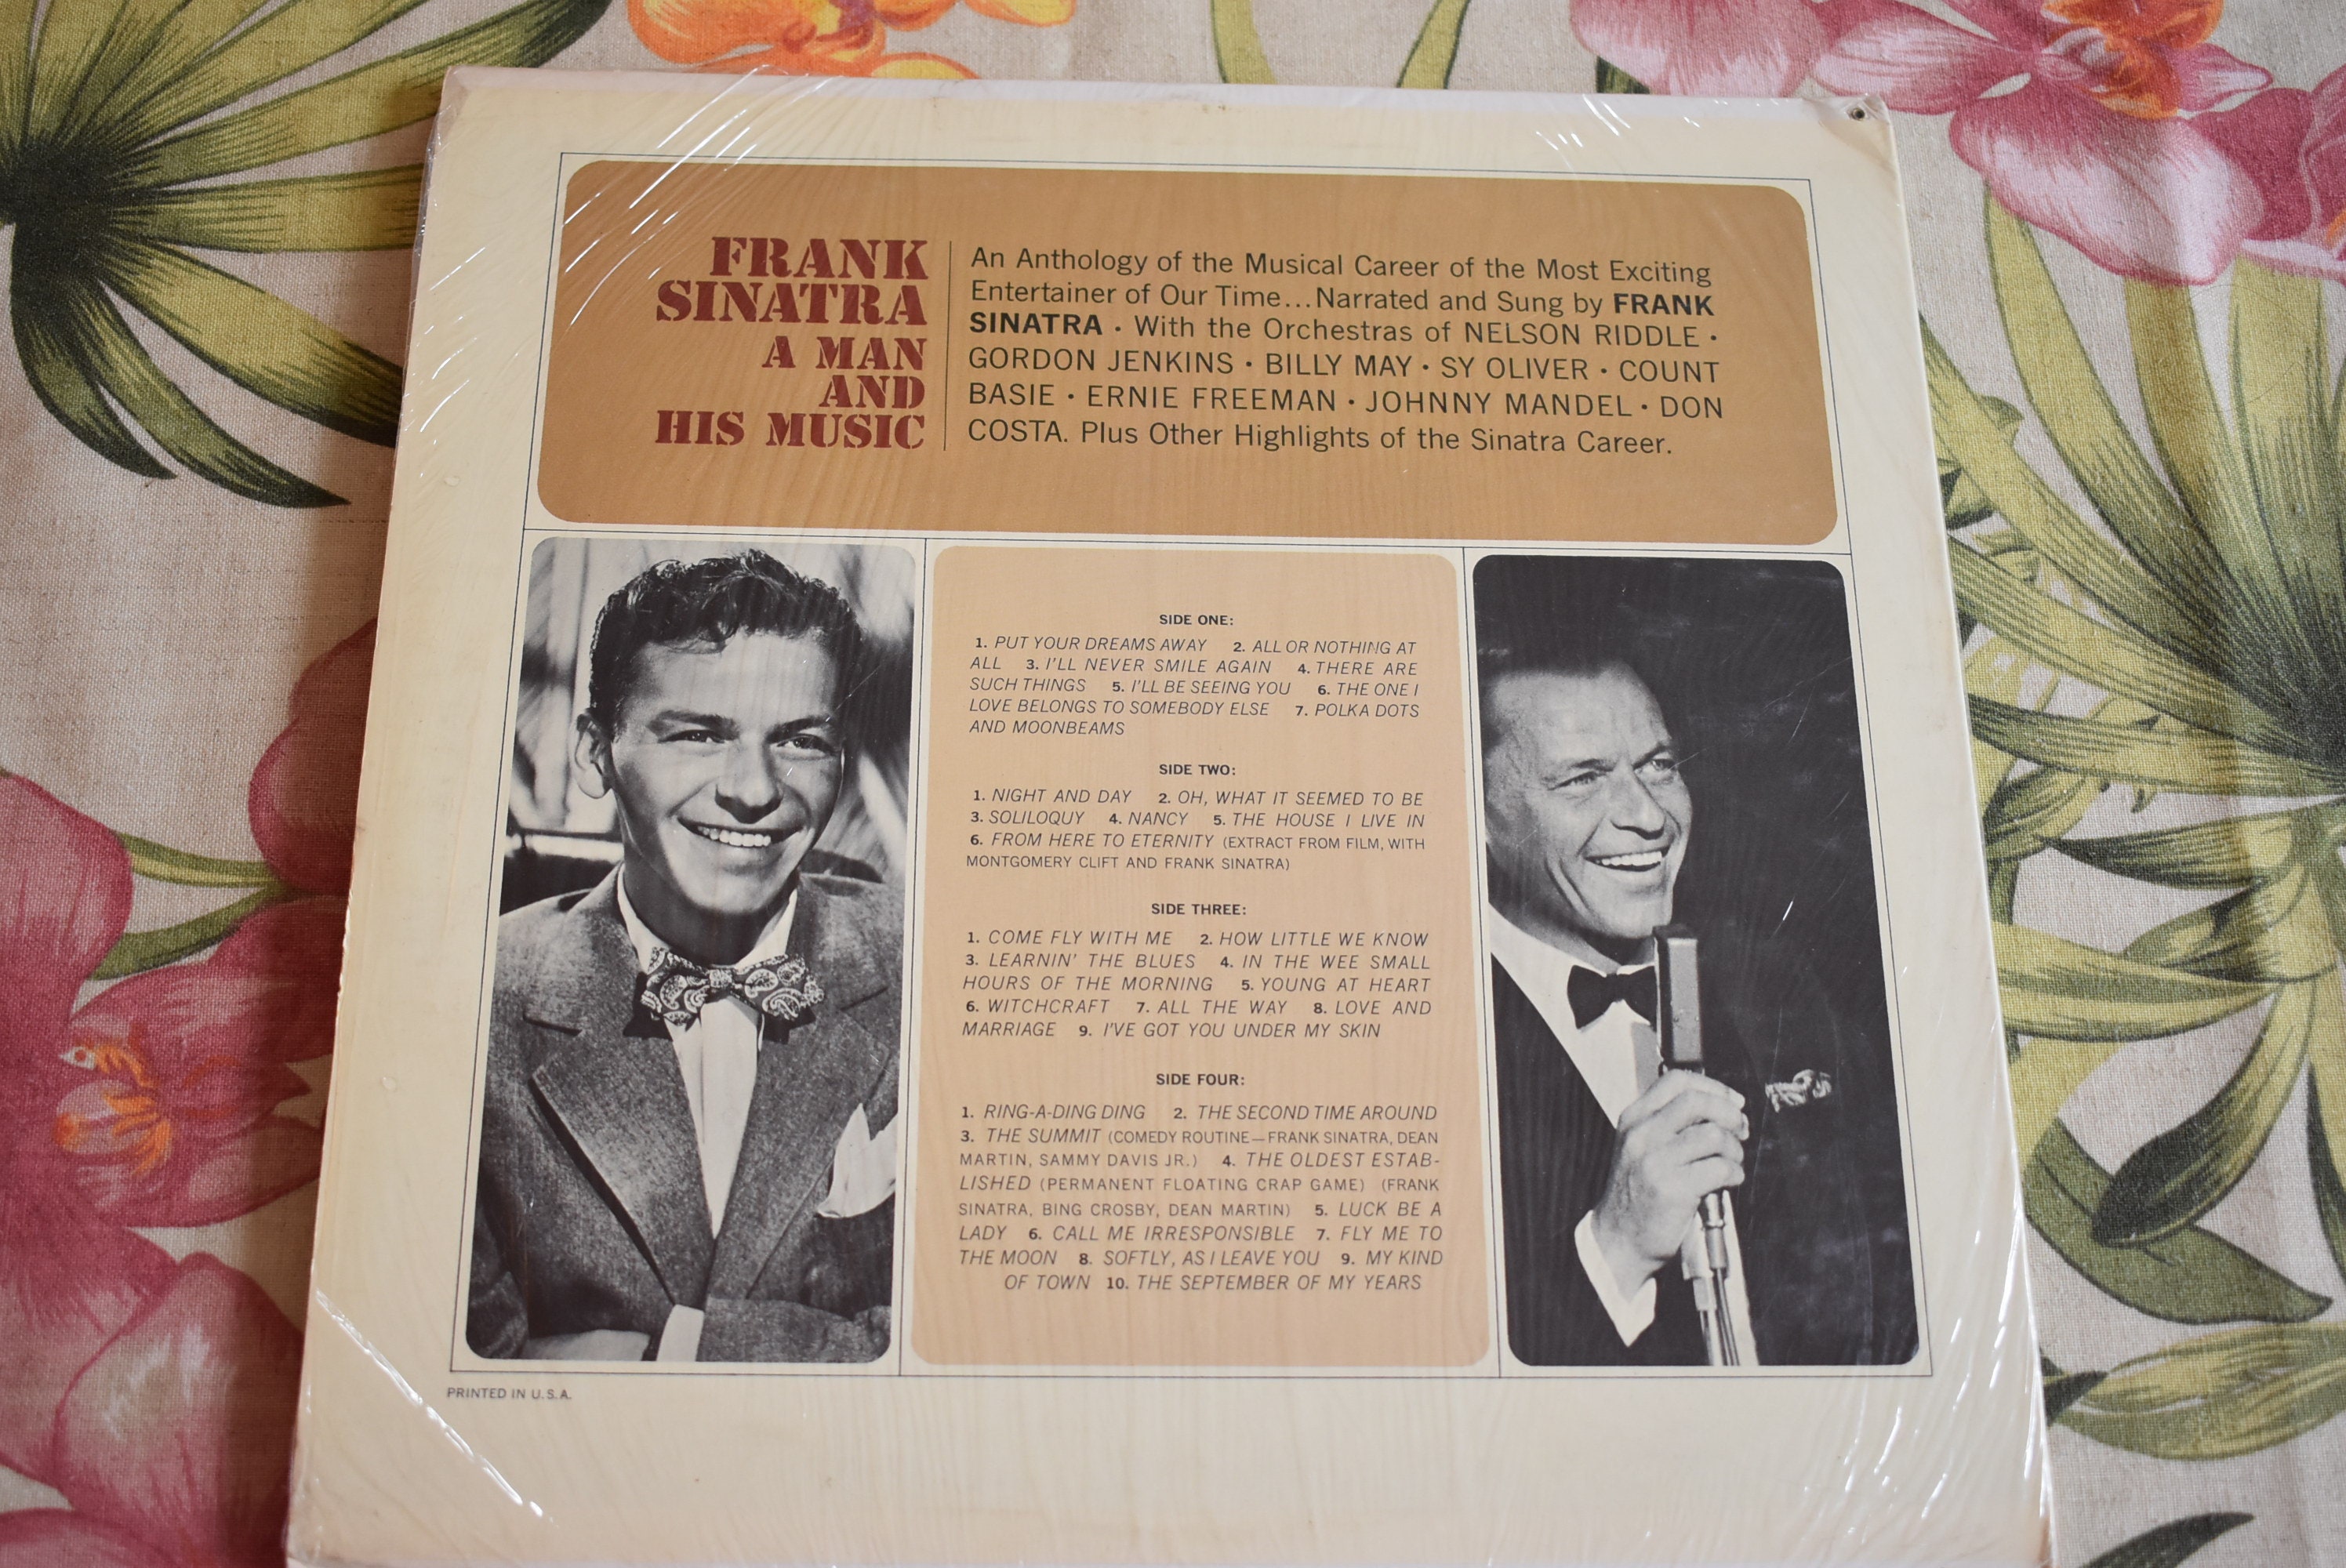 FRANK
SINATRA
A MAN
AND
HIS MUSIC
An Anthology of the Musical Career of the Most Exciting
Entertainer of Our Time...Narrated and Sung by FRANK
SINATRA • With the Orchestras of NELSON RIDDLE •
GORDON JENKINS • BILLY MAY • SY OLIVER • COUNT
BASIE • ERNIE FREEMAN • JOHNNY MANDEL • DON
COSTA. Plus Other Highlights of the Sinatra Career.
SIDE ONE:
1. PUT YOUR DREAMS AWAY 2. ALL OR NOTHING AT
ALL 3. I'LL NEVER SMILE AGAIN 4. THERE ARE
SUCH THINGS 5. I'LL BE SEEING YOU 6. THE ONE I
LOVE BELONGS TO SOMEBODY ELSE 7. POLKA DOTS
AND MOONBEAMS
SIDE TWO:
1. NIGHT AND DAY 2. OH, WHAT IT SEEMED TO BE
3. SOLILOQUY 4. NANCY 5. THE HOUSE I LIVE IN
6. FROM HERE TO ETERNITY (EXTRACT FROM FILM, WITH
MONTGOMERY CLIFT AND FRANK SINATRA)
SIDE THREE:
1. COME FLY WITH ME 2. HOW LITTLE WE KNOW
3. LEARNIN' THE BLUES 4. IN THE WEE SMALL
HOURS OF THE MORNING 5. YOUNG AT HEART
6. WITCHCRAFT 7. ALL THE WAY 8. LOVE AND
MARRIAGE 9. I'VE GOT YOU UNDER MY SKIN
SIDE FOUR:
1. RING-A-DING DING 2. THE SECOND TIME AROUND
3. THE SUMMIT (COMEDY ROUTINE—FRANK SINATRA, DEAN
MARTIN, SAMMY DAVIS JR.) 4. THE OLDEST ESTAB-
LISHED (PERMANENT FLOATING CRAP GAME) (FRANK
SINATRA, BING CROSBY, DEAN MARTIN) 5. LUCK BE A
LADY 6. CALL ME IRRESPONSIBLE 7. FLY ME TO
THE MOON 8. SOFTLY, AS I LEAVE YOU 9. MY KIND
OF TOWN 10. THE SEPTEMBER OF MY YEARS
PRINTED IN U.S.A.